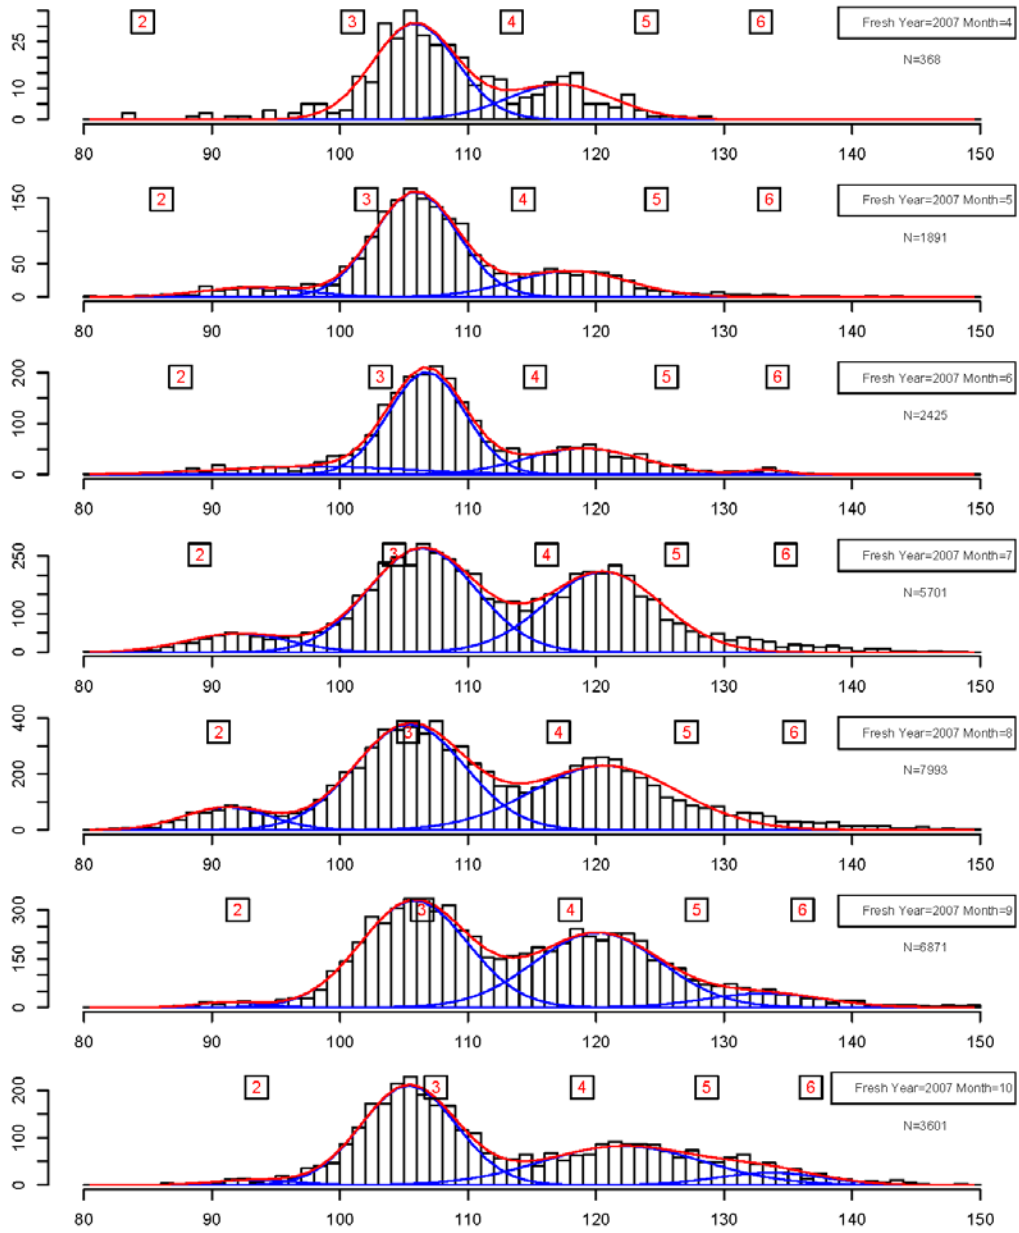 2 3 4 5 6 Fresh Year=2007 Month=4
N=368
0 10 25
80 90 100 110 120 130 140 150
2 3 4 5 6 Fresh Year=2007 Month=5
N=1891
0 50 150
80 90 100 110 120 130 140 150
2 3 4 5 6 Fresh Year=2007 Month=6
N=2425
0 100 200
80 90 100 110 120 130 140 150
2 3 4 5 6 Fresh Year=2007 Month=7
N=5701
0 100 250
80 90 100 110 120 130 140 150
2 3 4 5 6 Fresh Year=2007 Month=8
N=7993
0 200 400
80 90 100 110 120 130 140 150
2 3 4 5 6 Fresh Year=2007 Month=9
N=6871
0 150 300
80 90 100 110 120 130 140 150
2 3 4 5 6 Fresh Year=2007 Month=10
N=3601
0 100 200
80 90 100 110 120 130 140 150